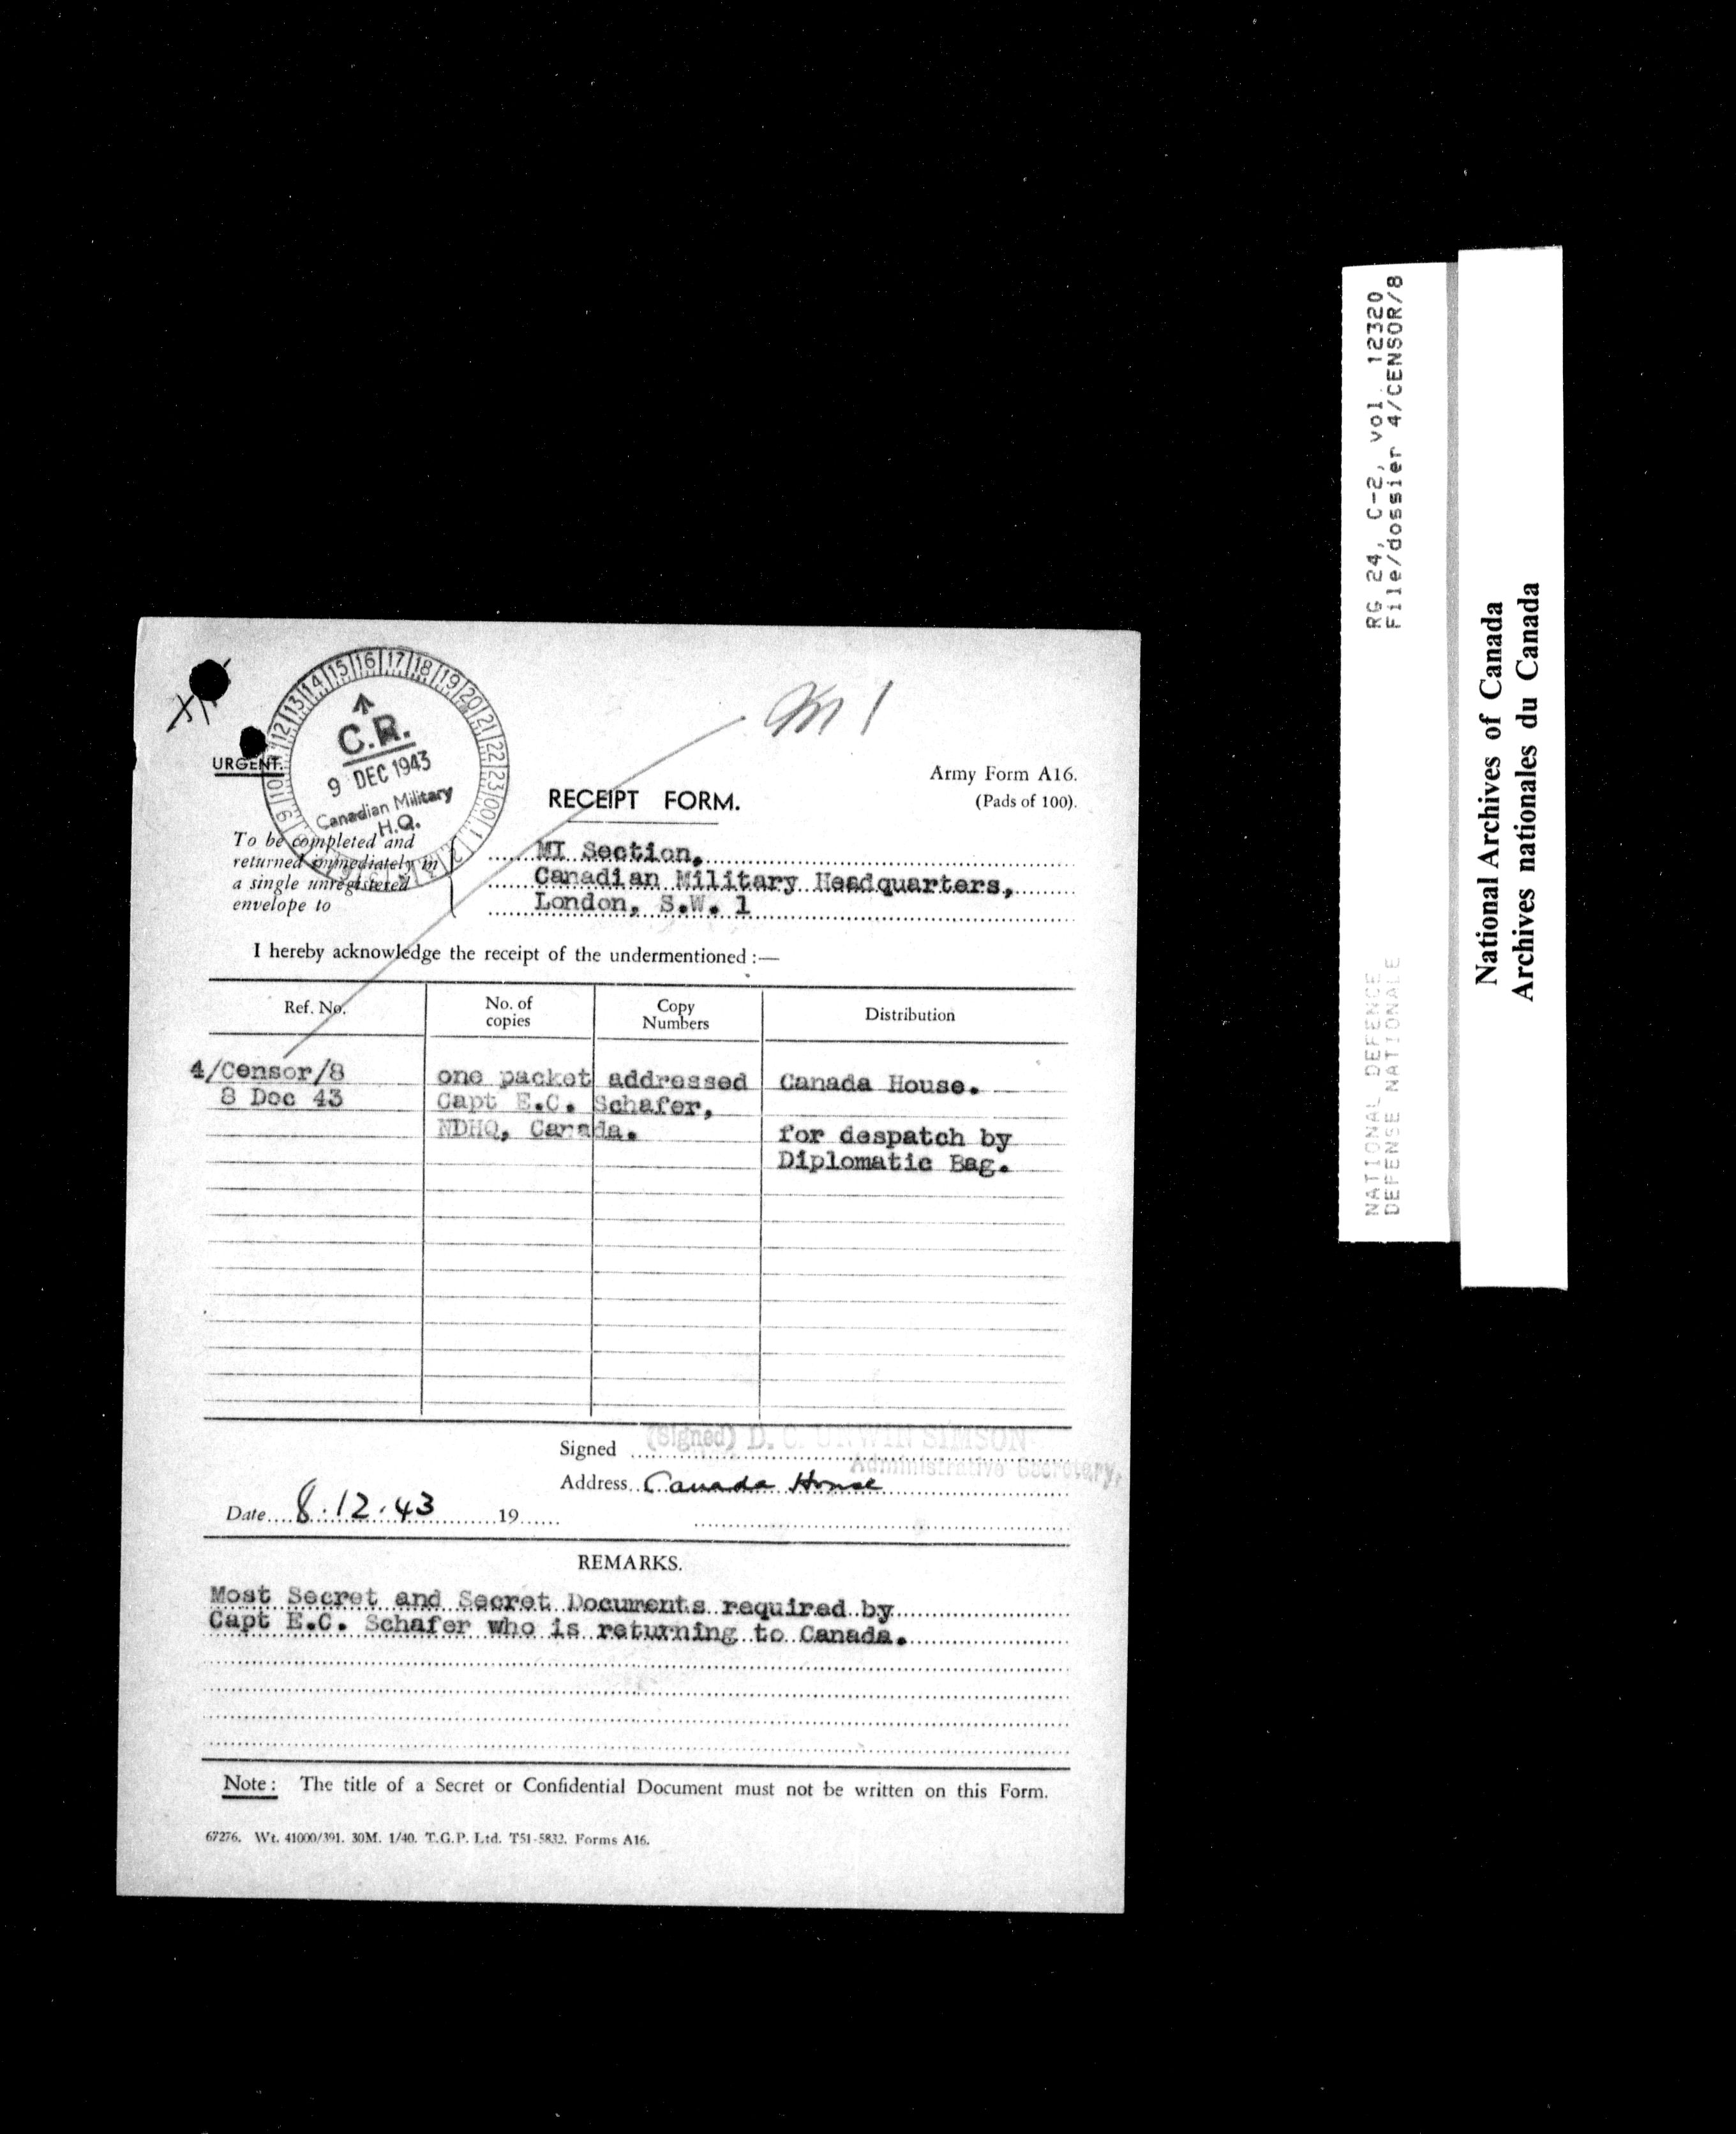 URGENT.
C.R.
9 DEC 1943
Canadian Military
H.Q.
M 1
Army Form A16.
(Pads of 100).
RECEIPT FORM.
To be completed and
returned immediately in
a single unregistered
envelope to
MI Section,
Canadian Military Headquarters,
London, S.W. 1
I hereby acknowledge the receipt of the undermentioned :—
Ref. No. No. of copies Copy Numbers Distribution
4/Censor/8 one packet addressed Canada House.
8 Dec 43 Capt E.C. Schafer,
NDHQ, Canada. for despatch by
Diplomatic Bag.
Signed (Signed) D. C. UNWIN SIMSON
Administrative Secretary,
Address Canada House
Date 8.12.43 19
REMARKS.
Most Secret and Secret Documents required by
Capt E.C. Schafer who is returning to Canada.
Note: The title of a Secret or Confidential Document must not be written on this Form.
67276. Wt. 41000/391. 30M. 1/40. T.G.P. Ltd. T51-5832. Forms A16.
RG 24, C-2, vol. 12320
File/dossier 4/CENSOR/8
NATIONAL DEFENCE
DEFENSE NATIONALE
National Archives of Canada
Archives nationales du Canada